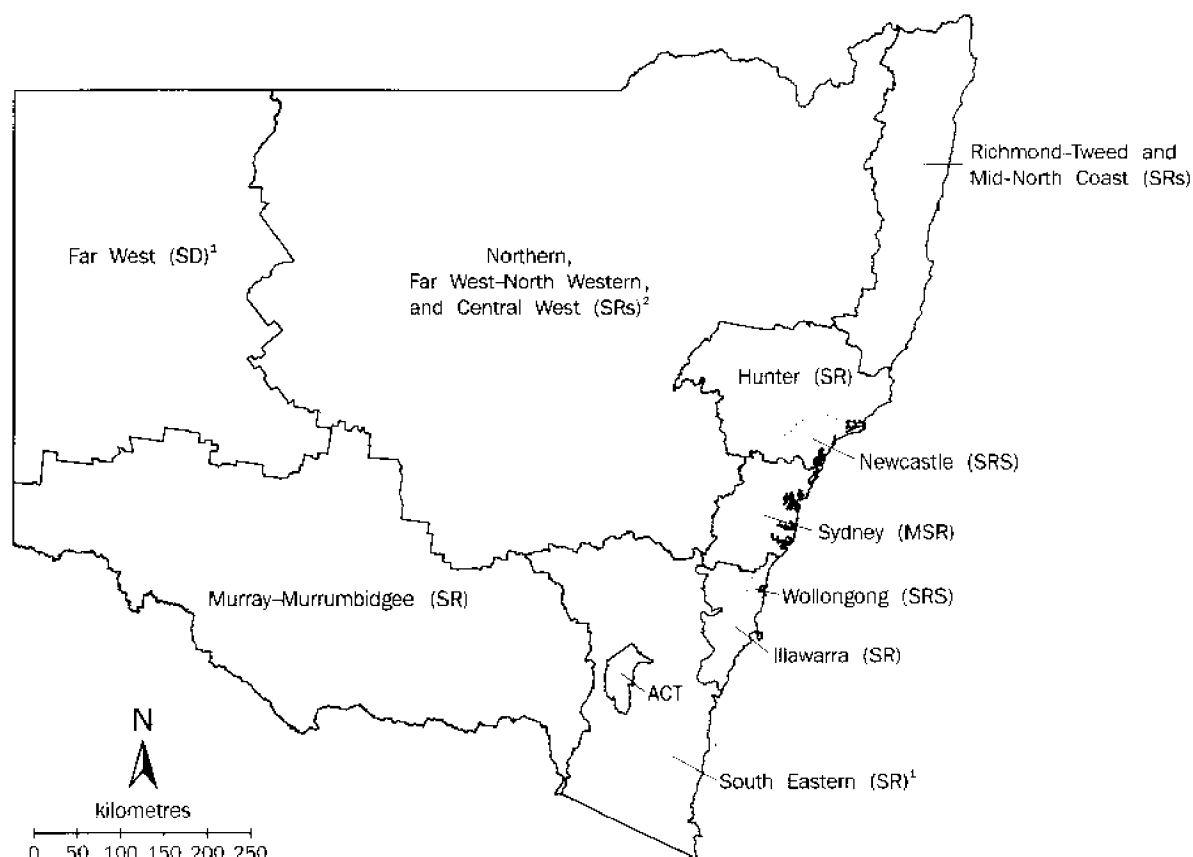 Richmond-Tweed and
Mid-North Coast (SRs)
Far West (SD)¹
Northern,
Far West-North Western,
and Central West (SRs)²
Hunter (SR)
Newcastle (SRS)
Sydney (MSR)
Wollongong (SRS)
Murray-Murrumbidgee (SR)
Illawarra (SR)
ACT
N
South Eastern (SR)¹
kilometres
0 50 100 150 200 250